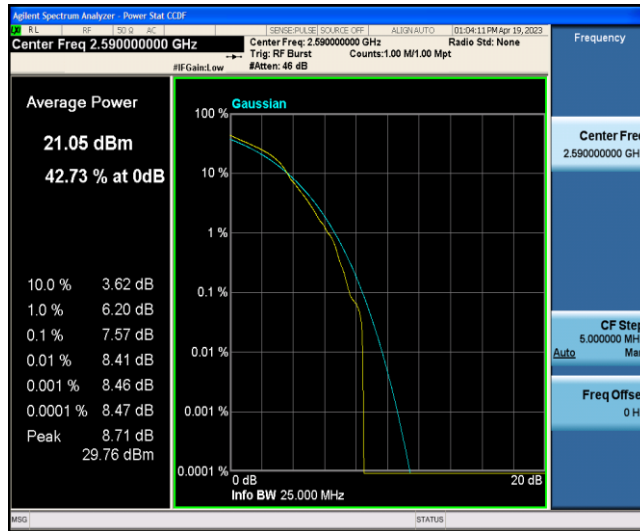 Agilent Spectrum Analyzer - Power Stat CCDF
RL RF 50 Ω AC SENSE:PULSE SOURCE OFF ALIGN AUTO 01:04:11 PM Apr 19, 2023
Center Freq 2.590000000 GHz
Center Freq: 2.590000000 GHz Radio Std: None
Trig: RF Burst Counts:1.00 M/1.00 Mpt
#IFGain:Low #Atten: 46 dB
Frequency
Average Power
21.05 dBm
42.73 % at 0dB
10.0 % 3.62 dB
1.0 % 6.20 dB
0.1 % 7.57 dB
0.01 % 8.41 dB
0.001 % 8.46 dB
0.0001 % 8.47 dB
Peak 8.71 dB
29.76 dBm
Gaussian
100 %
10 %
1 %
0.1 %
0.01 %
0.001 %
0.0001 %
0 dB 20 dB
Info BW 25.000 MHz
Center Freq
2.590000000 GH
CF Step
5.000000 MH
Auto Ma
Freq Offse
0 H
MSG STATUS